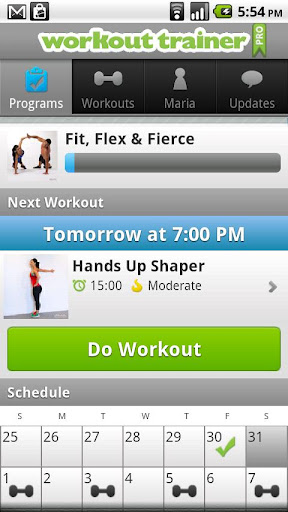 5:54 PM
workout trainer PRO
Programs Workouts Maria Updates
Fit, Flex & Fierce
Next Workout
Tomorrow at 7:00 PM
Hands Up Shaper
15:00 Moderate
Do Workout
Schedule
S M T W T F S
25 26 27 28 29 30 31
1 2 3 4 5 6 7